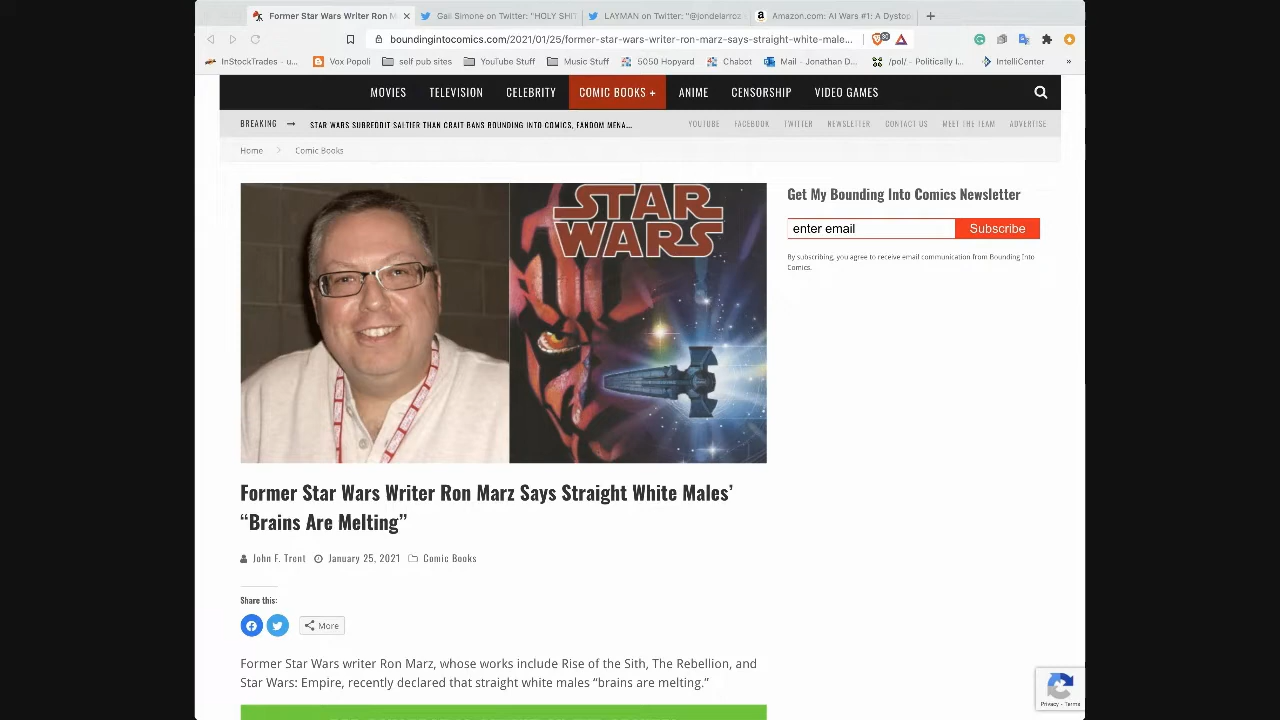 Former Star Wars Writer Ron M
Gail Simone on Twitter: "HOLY SHIT
LAYMAN on Twitter: "@jondelarroz
Amazon.com: AI Wars #1: A Dystop
boundingintocomics.com/2021/01/25/former-star-wars-writer-ron-marz-says-straight-white-male...
InStockTrades - u... Vox Popoli self pub sites YouTube Stuff Music Stuff 5050 Hopyard Chabot Mail - Jonathan D... /pol/ - Politically I... IntelliCenter »
MOVIES TELEVISION CELEBRITY COMIC BOOKS + ANIME CENSORSHIP VIDEO GAMES
BREAKING STAR WARS SUBREDDIT SALTIER THAN CRAIT BANS BOUNDING INTO COMICS, FANDOM MENA... YOUTUBE FACEBOOK TWITTER NEWSLETTER CONTACT US MEET THE TEAM ADVERTISE
Home > Comic Books
STAR
WARS
Get My Bounding Into Comics Newsletter
enter email Subscribe
By subscribing, you agree to receive email communication from Bounding Into
Comics.
Former Star Wars Writer Ron Marz Says Straight White Males’
“Brains Are Melting”
John F. Trent January 25, 2021 Comic Books
Share this:
More
Former Star Wars writer Ron Marz, whose works include Rise of the Sith, The Rebellion, and
Star Wars: Empire, recently declared that straight white males “brains are melting.”
Privacy - Terms